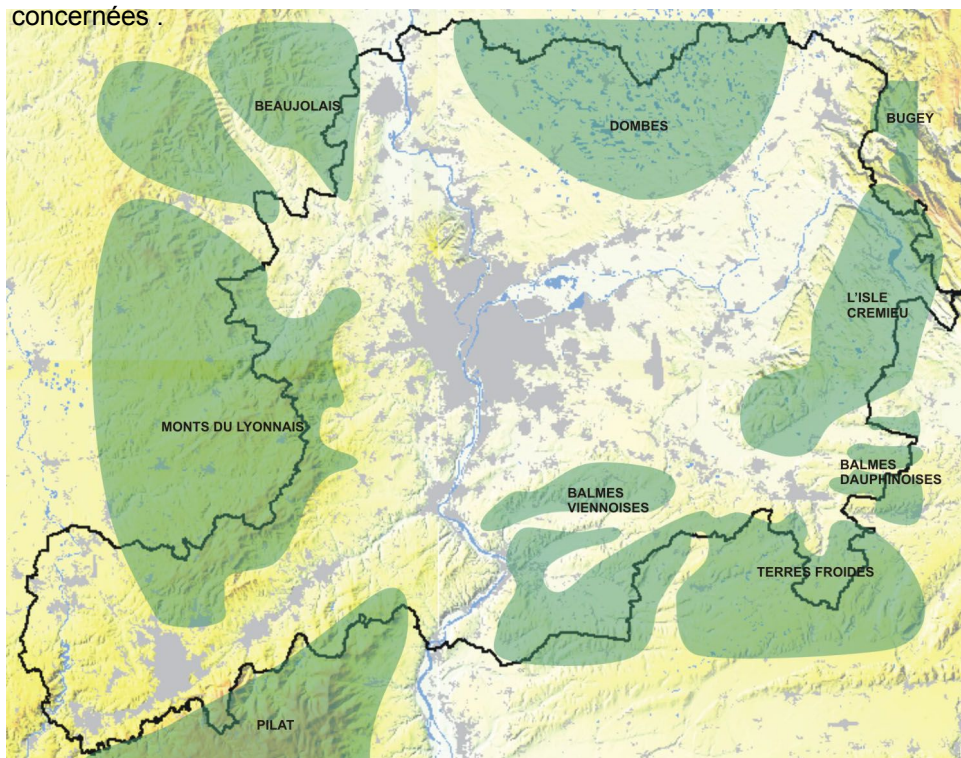 concernées .
BEAUJOLAIS
DOMBES
BUGEY
L'ISLE
CREMIEU
MONTS DU LYONNAIS
BALMES
DAUPHINOISES
BALMES
VIENNOISES
TERRES FROIDES
PILAT